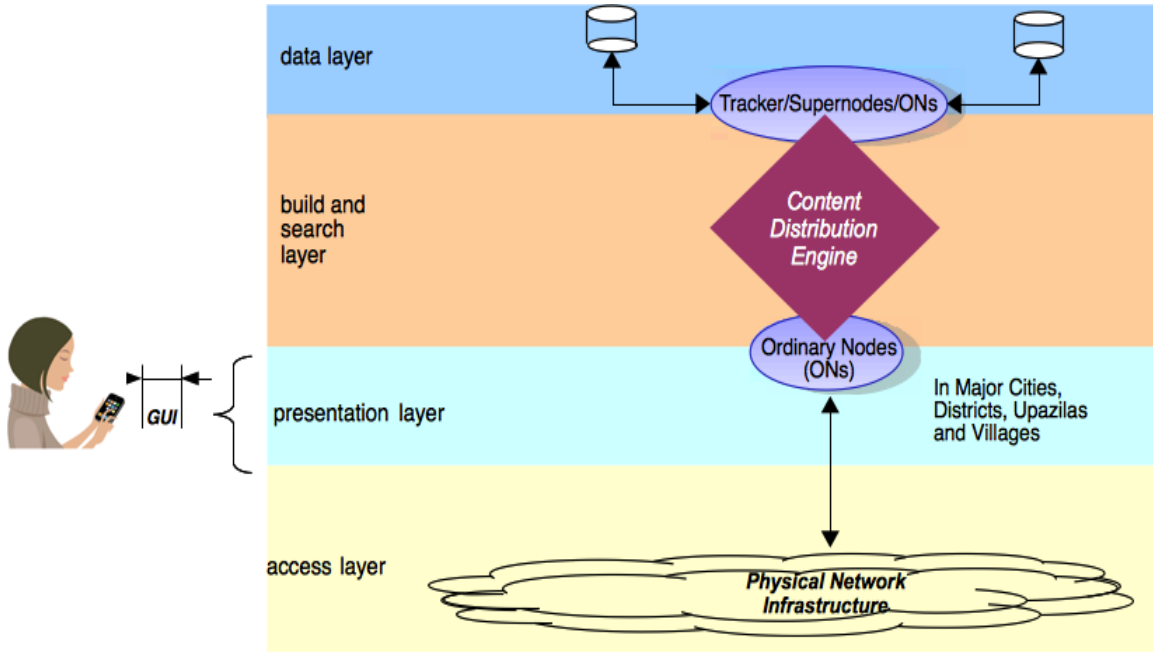 data layer
Tracker/Supernodes/ONs
build and
search
layer
Content
Distribution
Engine
Ordinary Nodes
(ONs)
GUI
presentation layer
In Major Cities,
Districts, Upazilas
and Villages
access layer
Physical Network
Infrastructure